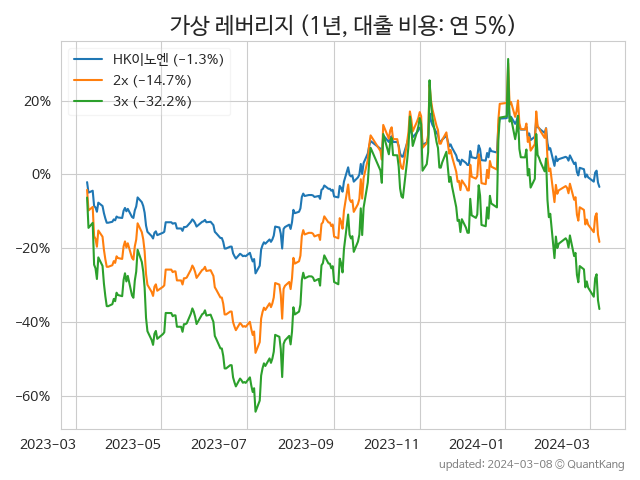 가상 레버리지 (1년, 대출 비용: 연 5%)
HK이노엔 (−1.3%)
2x (−14.7%)
3x (−32.2%)
20%
0%
−20%
−40%
−60%
2023-03 2023-05 2023-07 2023-09 2023-11 2024-01 2024-03
updated: 2024-03-08 © QuantKang